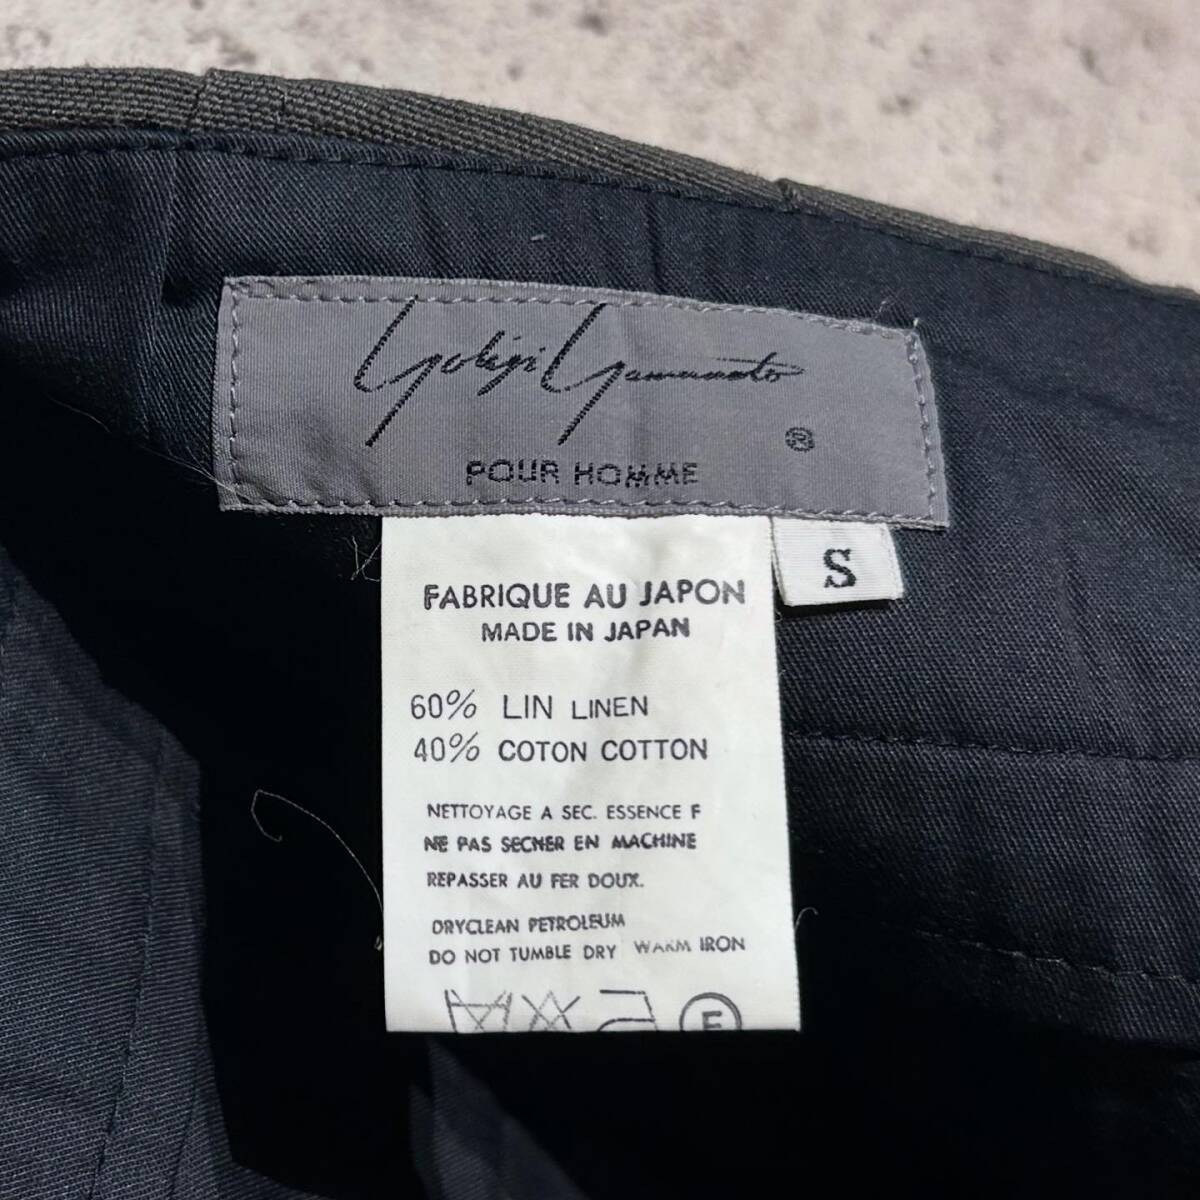 Yohji Yamamoto
®
POUR HOMME
S
FABRIQUE AU JAPON
MADE IN JAPAN
60% LIN LINEN
40% COTON COTTON
NETTOYAGE A SEC. ESSENCE F
NE PAS SECHER EN MACHINE
REPASSER AU FER DOUX.
DRYCLEAN PETROLEUM
DO NOT TUMBLE DRY WARM IRON
F